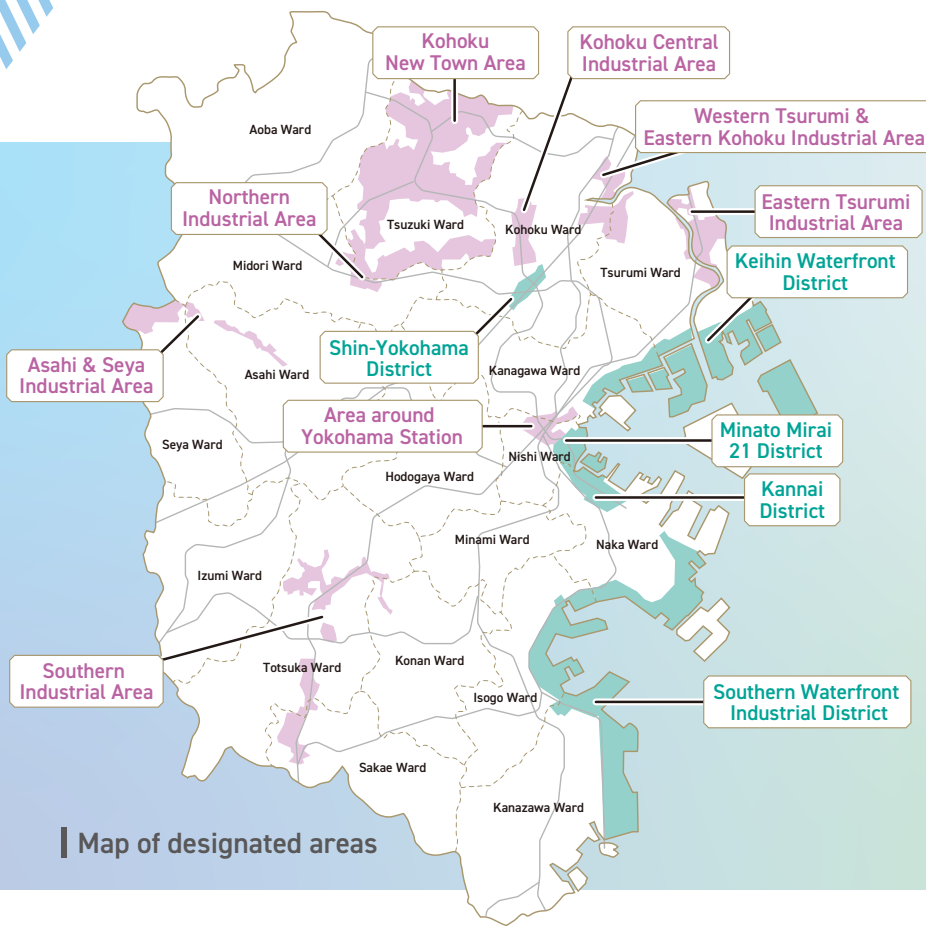 Kohoku
New Town Area
Kohoku Central
Industrial Area
Western Tsurumi &
Eastern Kohoku Industrial Area
Aoba Ward
Northern
Industrial Area
Tsuzuki Ward
Kohoku Ward
Eastern Tsurumi
Industrial Area
Midori Ward
Tsurumi Ward
Keihin Waterfront
District
Asahi & Seya
Industrial Area
Asahi Ward
Shin-Yokohama
District
Kanagawa Ward
Area around
Yokohama Station
Minato Mirai
21 District
Seya Ward
Nishi Ward
Hodogaya Ward
Kannai
District
Minami Ward
Naka Ward
Izumi Ward
Southern
Industrial Area
Totsuka Ward
Konan Ward
Isogo Ward
Southern Waterfront
Industrial District
Sakae Ward
Kanazawa Ward
Map of designated areas